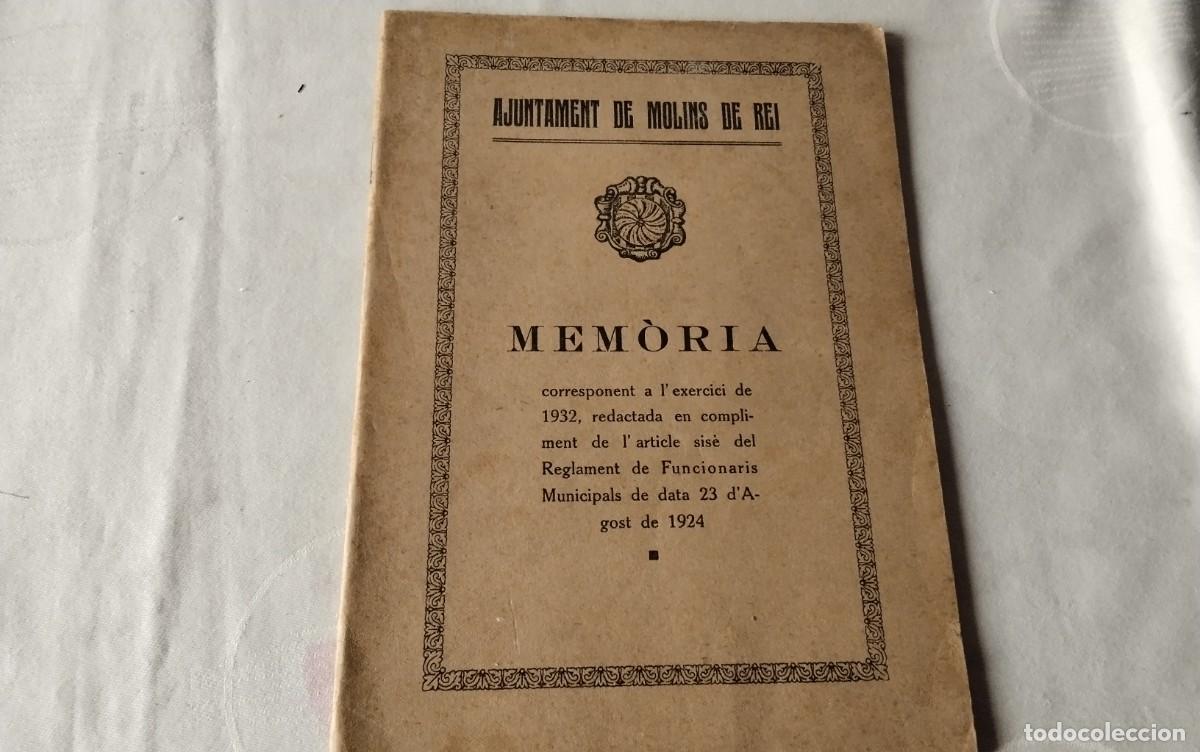 AJUNTAMENT DE MOLINS DE REI
MEMÒRIA
corresponent a l'exercici de
1932, redactada en compli-
ment de l'article sisè del
Reglament de Funcionaris
Municipals de data 23 d'A-
gost de 1924
todocoleccion